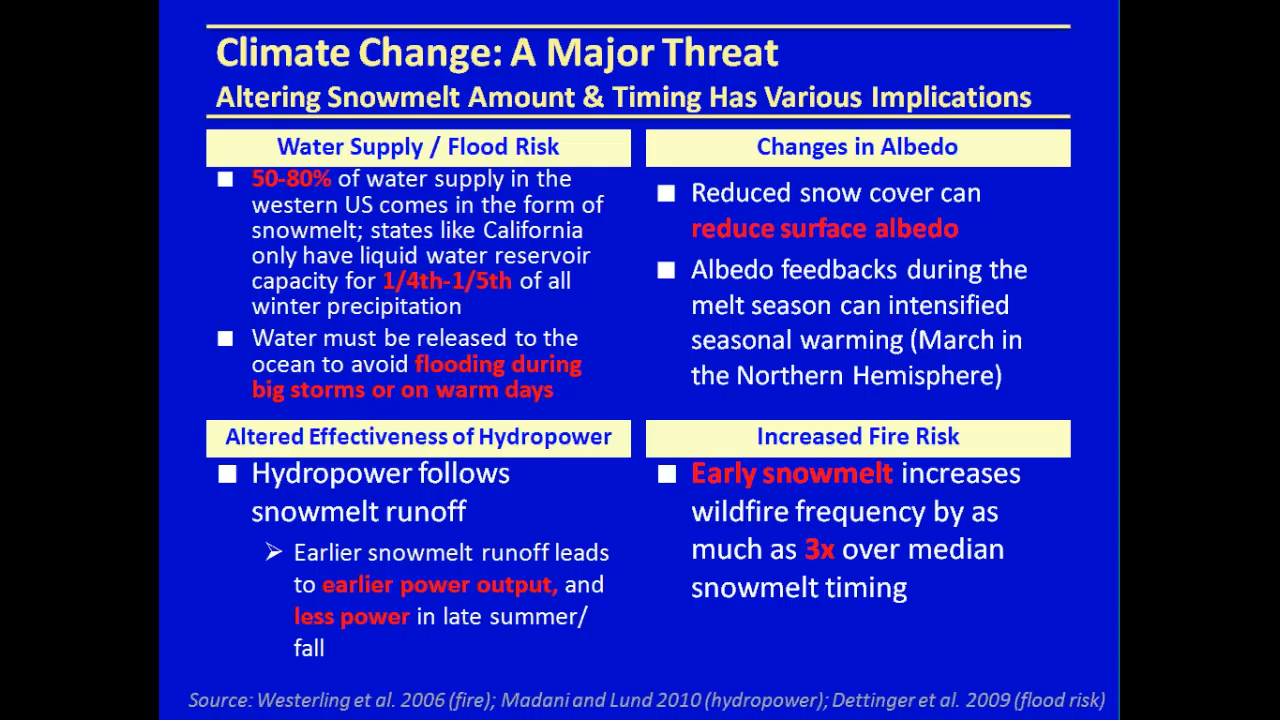 Climate Change: A Major Threat
Altering Snowmelt Amount & Timing Has Various Implications
Water Supply / Flood Risk
50-80% of water supply in the
western US comes in the form of
snowmelt; states like California
only have liquid water reservoir
capacity for 1/4th-1/5th of all
winter precipitation
Water must be released to the
ocean to avoid flooding during
big storms or on warm days
Changes in Albedo
Reduced snow cover can
reduce surface albedo
Albedo feedbacks during the
melt season can intensified
seasonal warming (March in
the Northern Hemisphere)
Altered Effectiveness of Hydropower
Hydropower follows
snowmelt runoff
Earlier snowmelt runoff leads
to earlier power output, and
less power in late summer/
fall
Increased Fire Risk
Early snowmelt increases
wildfire frequency by as
much as 3x over median
snowmelt timing
Source: Westerling et al. 2006 (fire); Madani and Lund 2010 (hydropower); Dettinger et al. 2009 (flood risk)